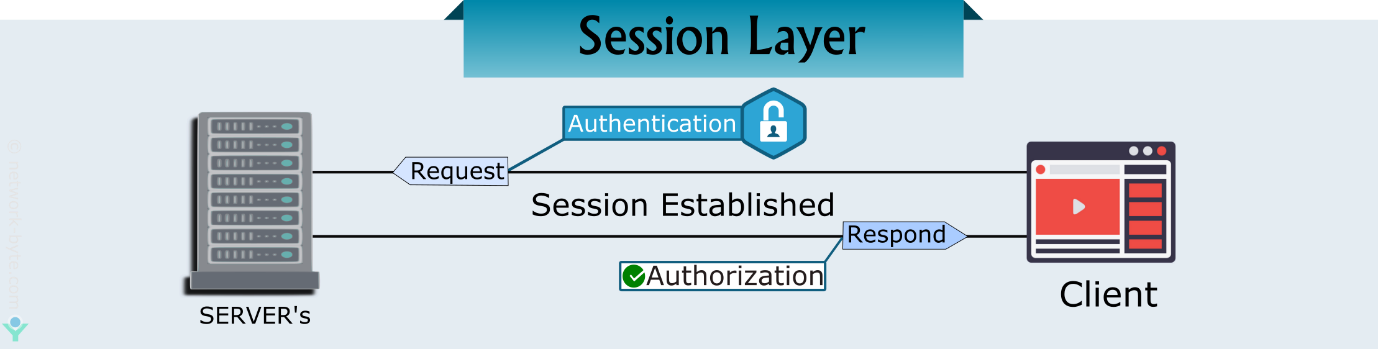 Session Layer
Authentication
Request
Session Established
Respond
Authorization
SERVER's
Client